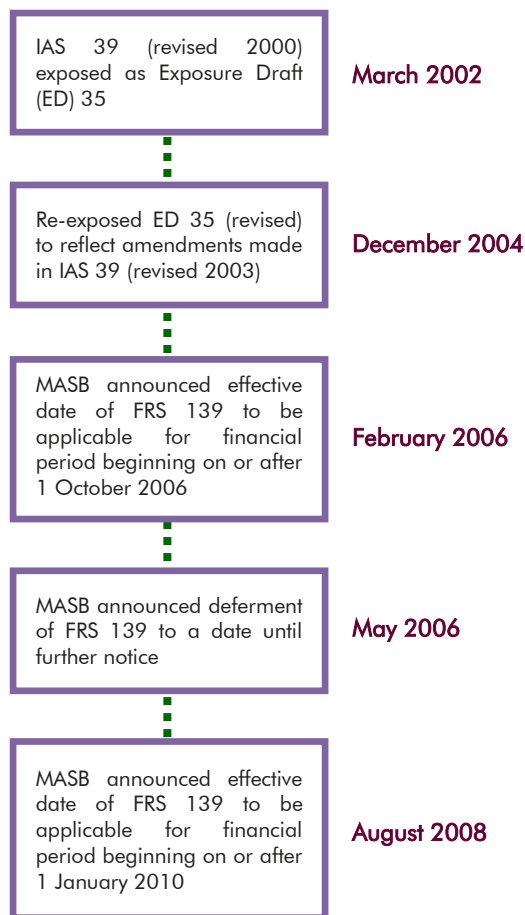 IAS 39 (revised 2000)
exposed as Exposure Draft
(ED) 35
March 2002
Re-exposed ED 35 (revised)
to reflect amendments made
in IAS 39 (revised 2003)
December 2004
MASB announced effective
date of FRS 139 to be
applicable for financial
period beginning on or after
1 October 2006
February 2006
MASB announced deferment
of FRS 139 to a date until
further notice
May 2006
MASB announced effective
date of FRS 139 to be
applicable for financial
period beginning on or after
1 January 2010
August 2008